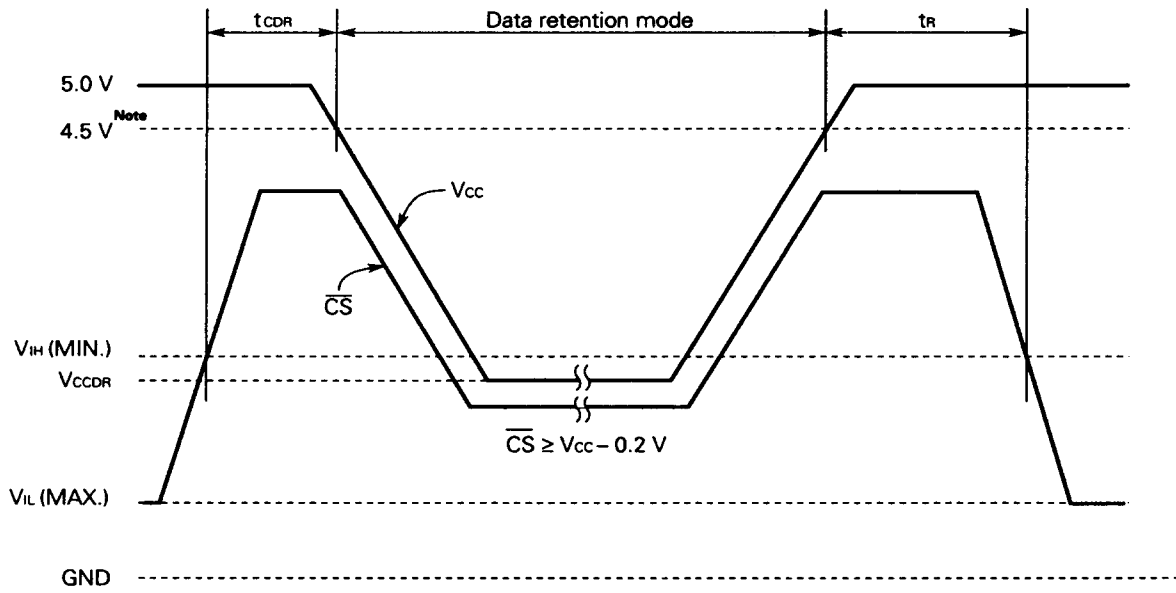 tCDR
Data retention mode
tR
5.0 V
4.5 V Note
VCC
CS
VIH (MIN.)
VCCDR
CS ≥ VCC – 0.2 V
VIL (MAX.)
GND